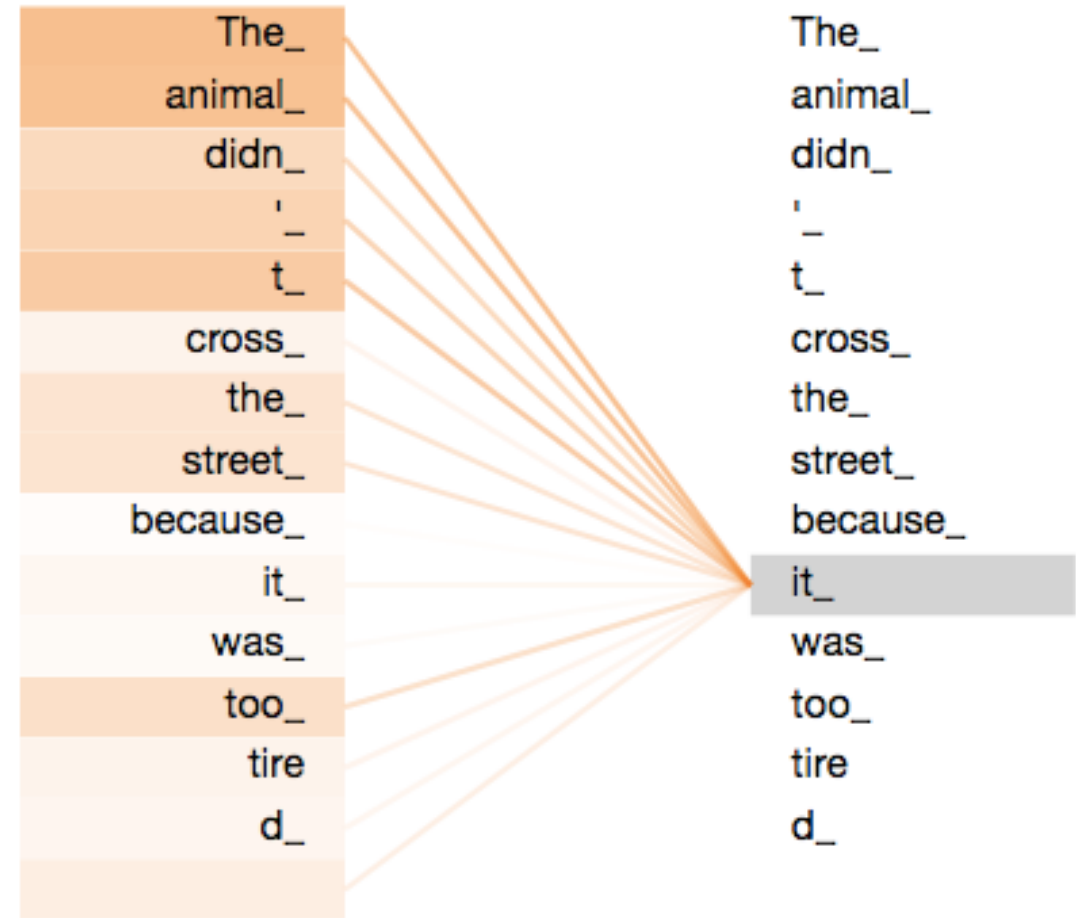 The_ The_
animal_ animal_
didn_ didn_
'_ '_
t_ t_
cross_ cross_
the_ the_
street_ street_
because_ because_
it_ it_
was_ was_
too_ too_
tire tire
d_ d_